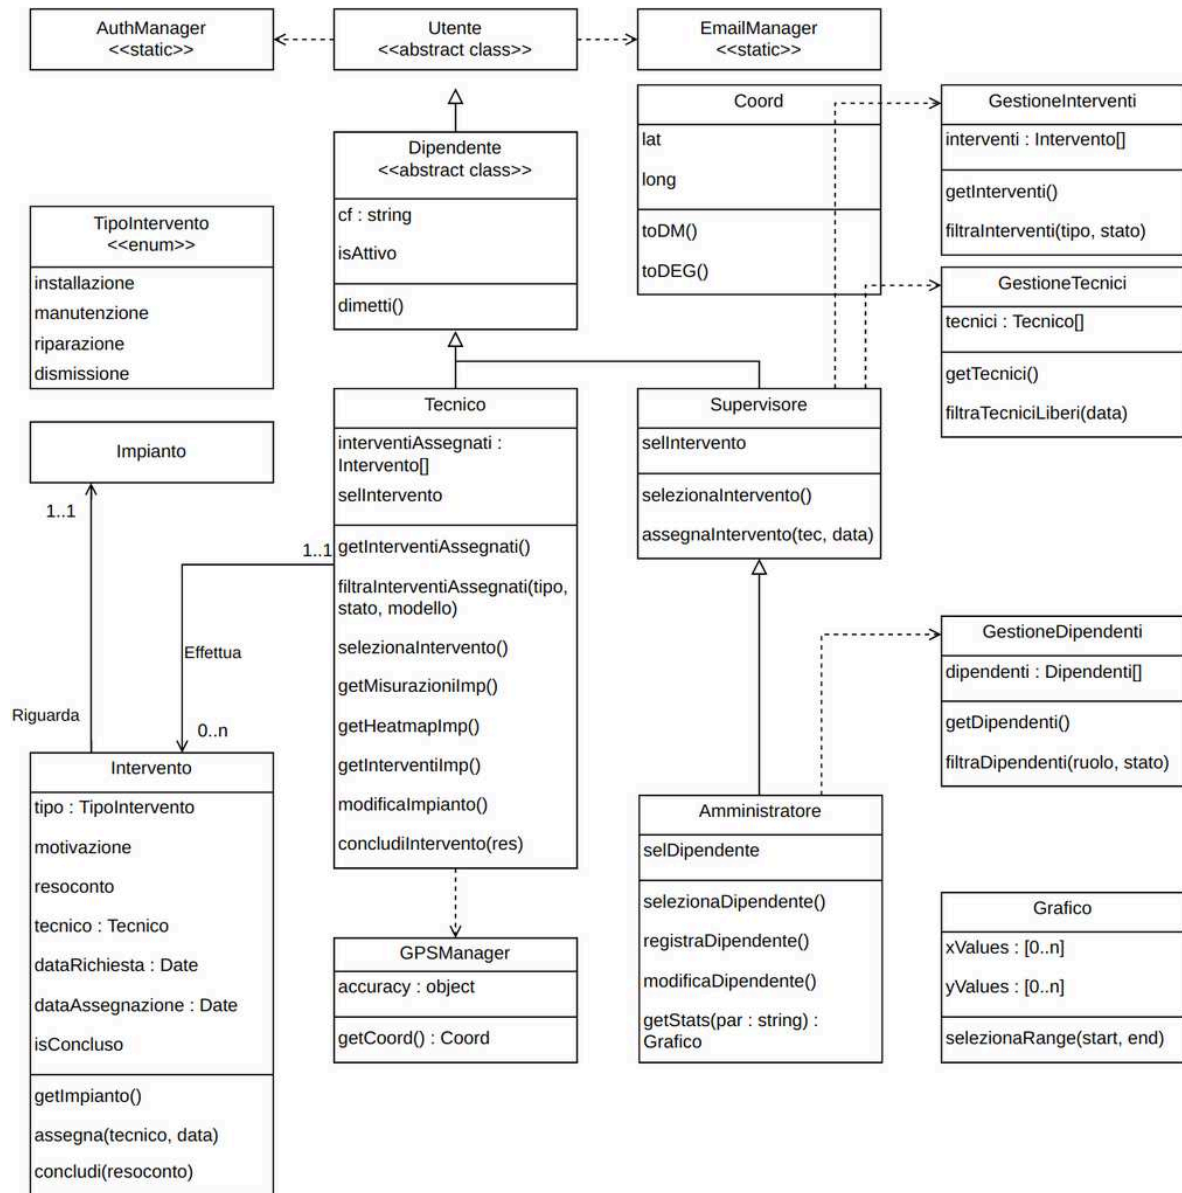 AuthManager
<<static>>
Utente
<<abstract class>>
EmailManager
<<static>>
Coord
lat
long
toDM()
toDEG()
GestioneInterventi
interventi : Intervento[]
getInterventi()
filtraInterventi(tipo, stato)
Dipendente
<<abstract class>>
cf : string
isAttivo
dimetti()
TipoIntervento
<<enum>>
installazione
manutenzione
riparazione
dismissione
GestioneTecnici
tecnici : Tecnico[]
getTecnici()
filtraTecniciLiberi(data)
Impianto
1..1
Tecnico
interventiAssegnati :
Intervento[]
selIntervento
getInterventiAssegnati()
filtraInterventiAssegnati(tipo,
stato, modello)
selezionaIntervento()
getMisurazioniImp()
getHeatmapImp()
getInterventiImp()
modificaImpianto()
concludiIntervento(res)
Supervisore
selIntervento
selezionaIntervento()
assegnaIntervento(tec, data)
1..1
Effettua
0..n
Riguarda
GestioneDipendenti
dipendenti : Dipendenti[]
getDipendenti()
filtraDipendenti(ruolo, stato)
Intervento
tipo : TipoIntervento
motivazione
resoconto
tecnico : Tecnico
dataRichiesta : Date
dataAssegnazione : Date
isConcluso
getImpianto()
assegna(tecnico, data)
concludi(resoconto)
GPSManager
accuracy : object
getCoord() : Coord
Amministratore
selDipendente
selezionaDipendente()
registraDipendente()
modificaDipendente()
getStats(par : string) :
Grafico
Grafico
xValues : [0..n]
yValues : [0..n]
selezionaRange(start, end)